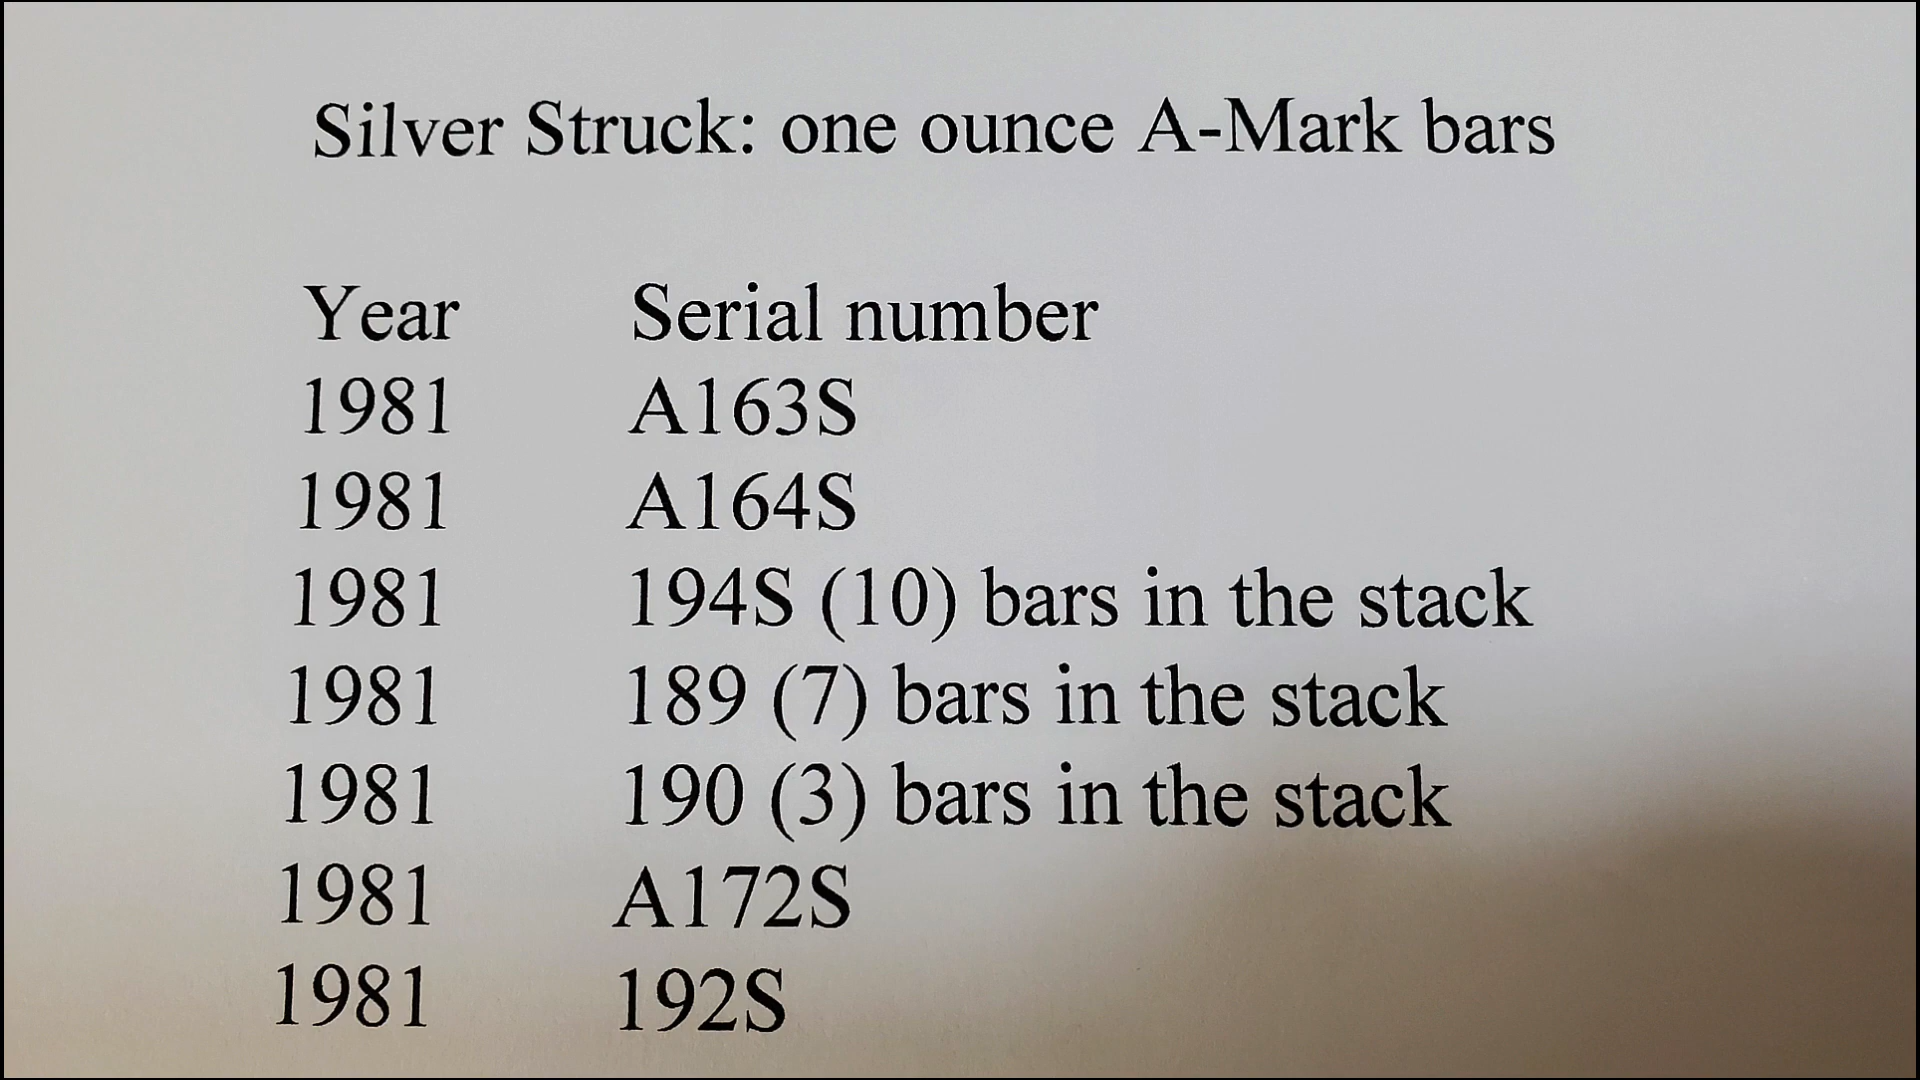 Silver Struck: one ounce A-Mark bars
Year Serial number
1981 A163S
1981 A164S
1981 194S (10) bars in the stack
1981 189 (7) bars in the stack
1981 190 (3) bars in the stack
1981 A172S
1981 192S